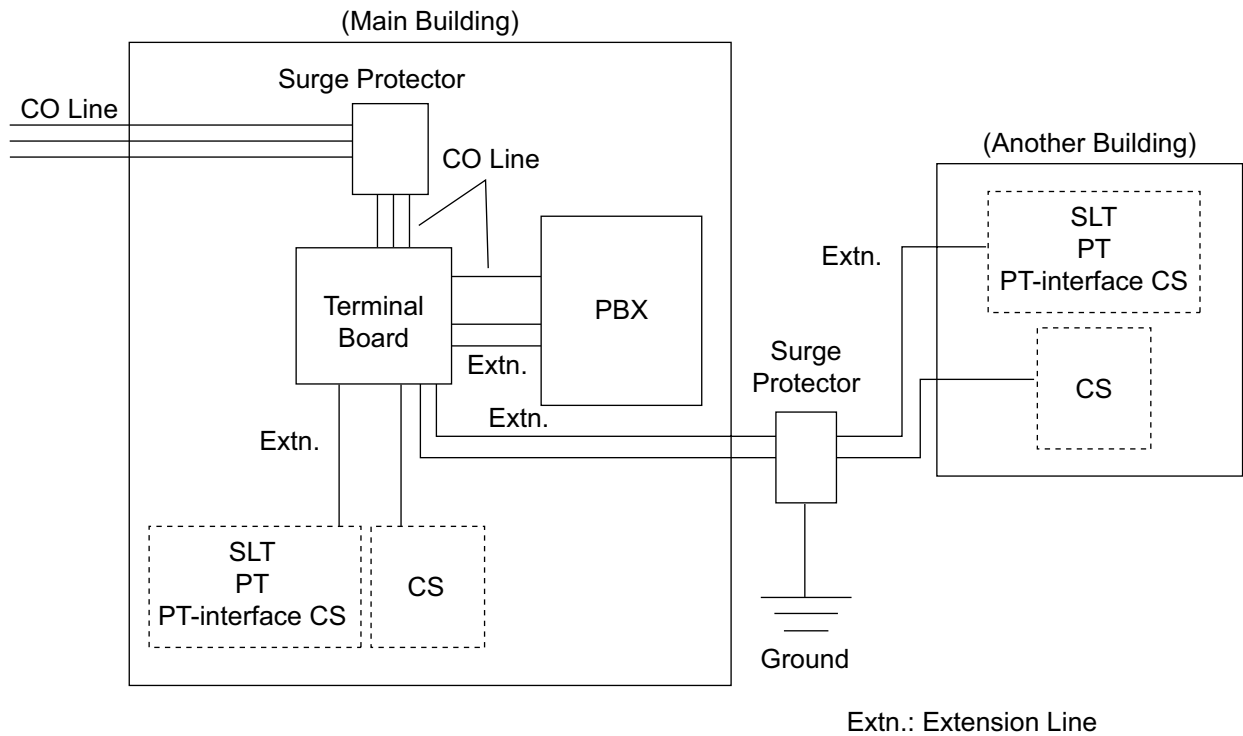 (Main Building)
Surge Protector
CO Line
CO Line
(Another Building)
SLT
PT
PT-interface CS
Extn.
Terminal
Board
PBX
Extn.
Surge
Protector
CS
Extn.
Extn.
SLT
PT
PT-interface CS
CS
Ground
Extn.: Extension Line